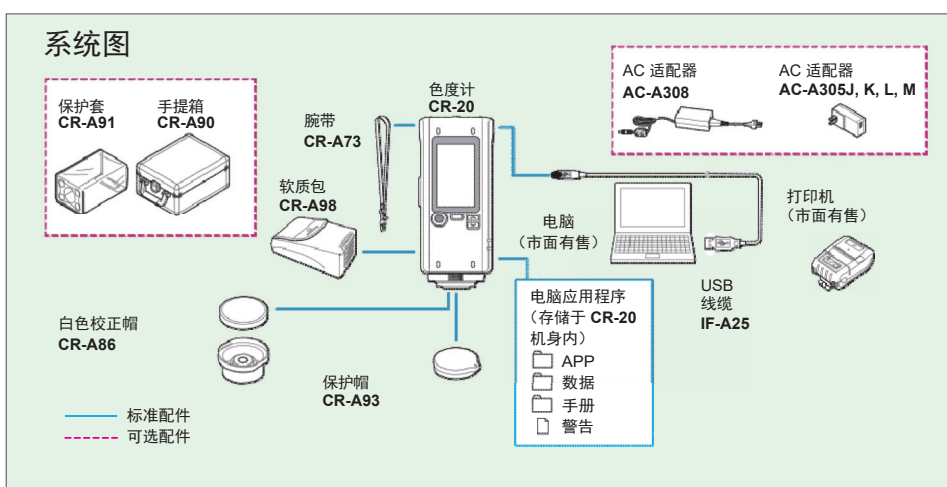 系统图
保护套
CR-A91
手提箱
CR-A90
腕带
CR-A73
色度计
CR-20
AC 适配器
AC-A308
AC 适配器
AC-A305J, K, L, M
软质包
CR-A98
电脑
（市面有售）
打印机
（市面有售）
USB
线缆
IF-A25
白色校正帽
CR-A86
保护帽
CR-A93
电脑应用程序
（存储于 CR-20
机身内）
APP
数据
手册
警告
标准配件
可选配件